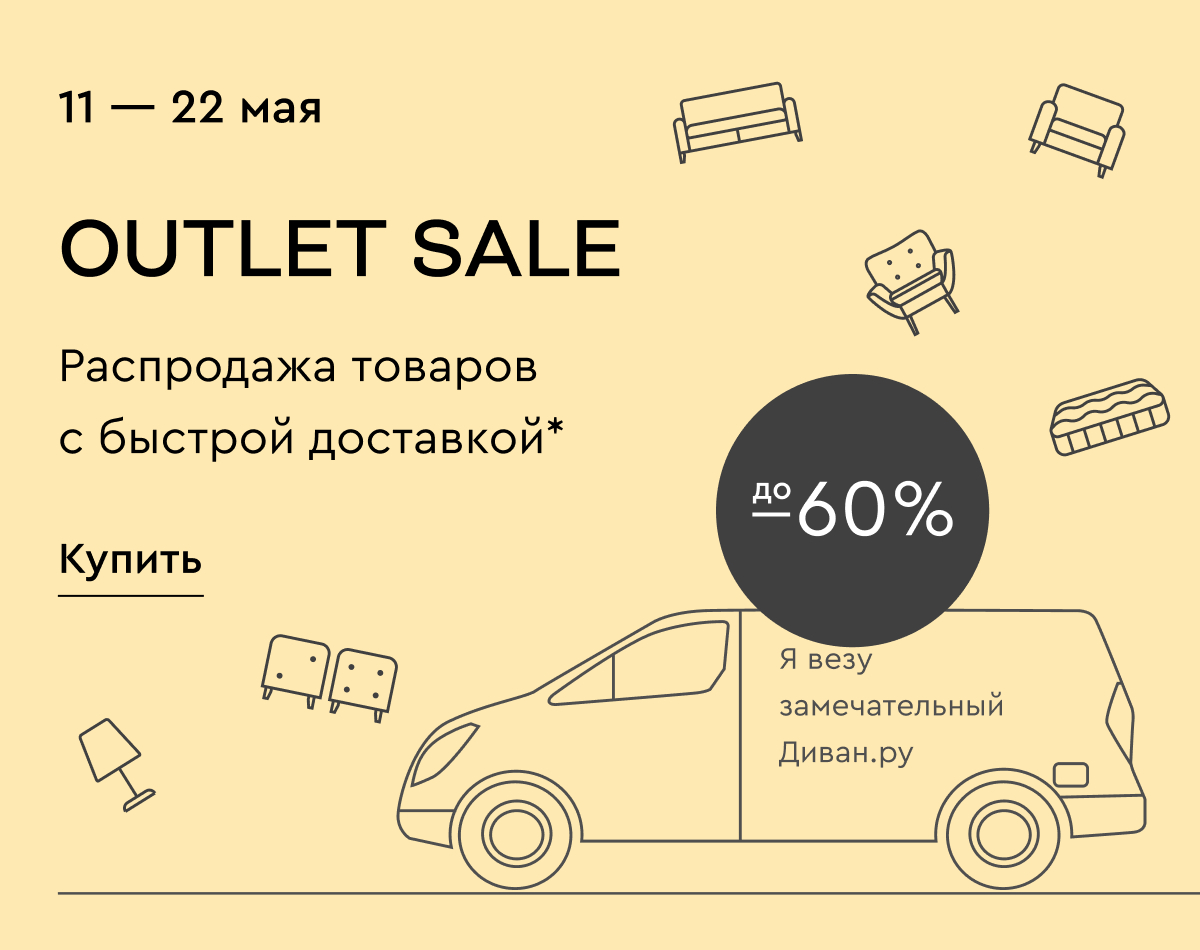 11 — 22 мая
OUTLET SALE
Распродажа товаров
с быстрой доставкой*
Купить
до 60%
Я везу
замечательный
Диван.ру